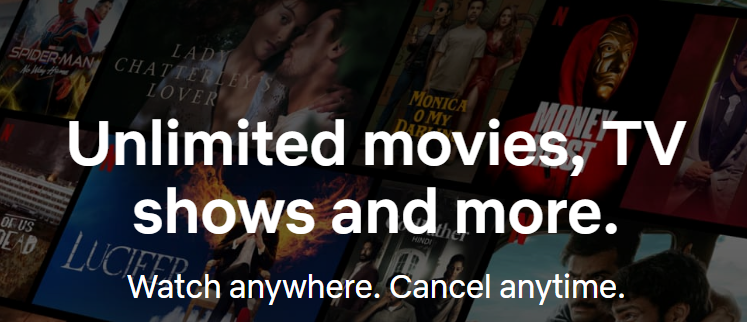 SPIDER-MAN
No Way Home
LADY
CHATTERLEY'S
LOVER
MONICA
O MY
DARLING
MONEY
HEIST
Unlimited movies, TV
shows and more.
OF US
DEAD
LUCIFER
Godfather
HINDI
Watch anywhere. Cancel anytime.